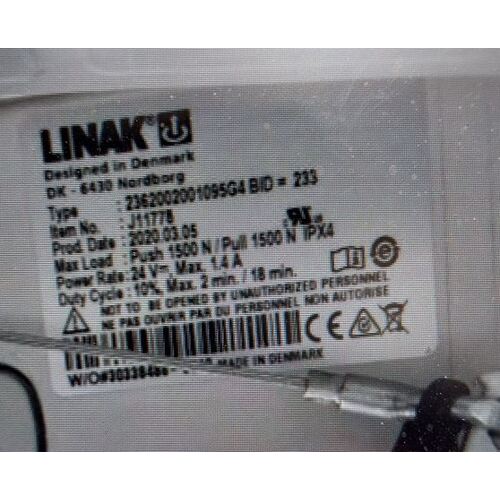 LINAK®
Designed in Denmark
DK - 6430 Nordborg
Type : 2362002001095G4 BID = 233
Item No. : J11778
Prod. Date : 2020.03.05
Max Load : Push 1500 N / Pull 1500 N IPX4
Power Rate : 24 V⎓, Max. 1.4 A
Duty Cycle : 10%, Max. 2 min. / 18 min.
NOT TO BE OPENED BY UNAUTHORIZED PERSONNEL
NE PAS OUVRIR PAR DU PERSONNEL NON AUTORISE
MADE IN DENMARK